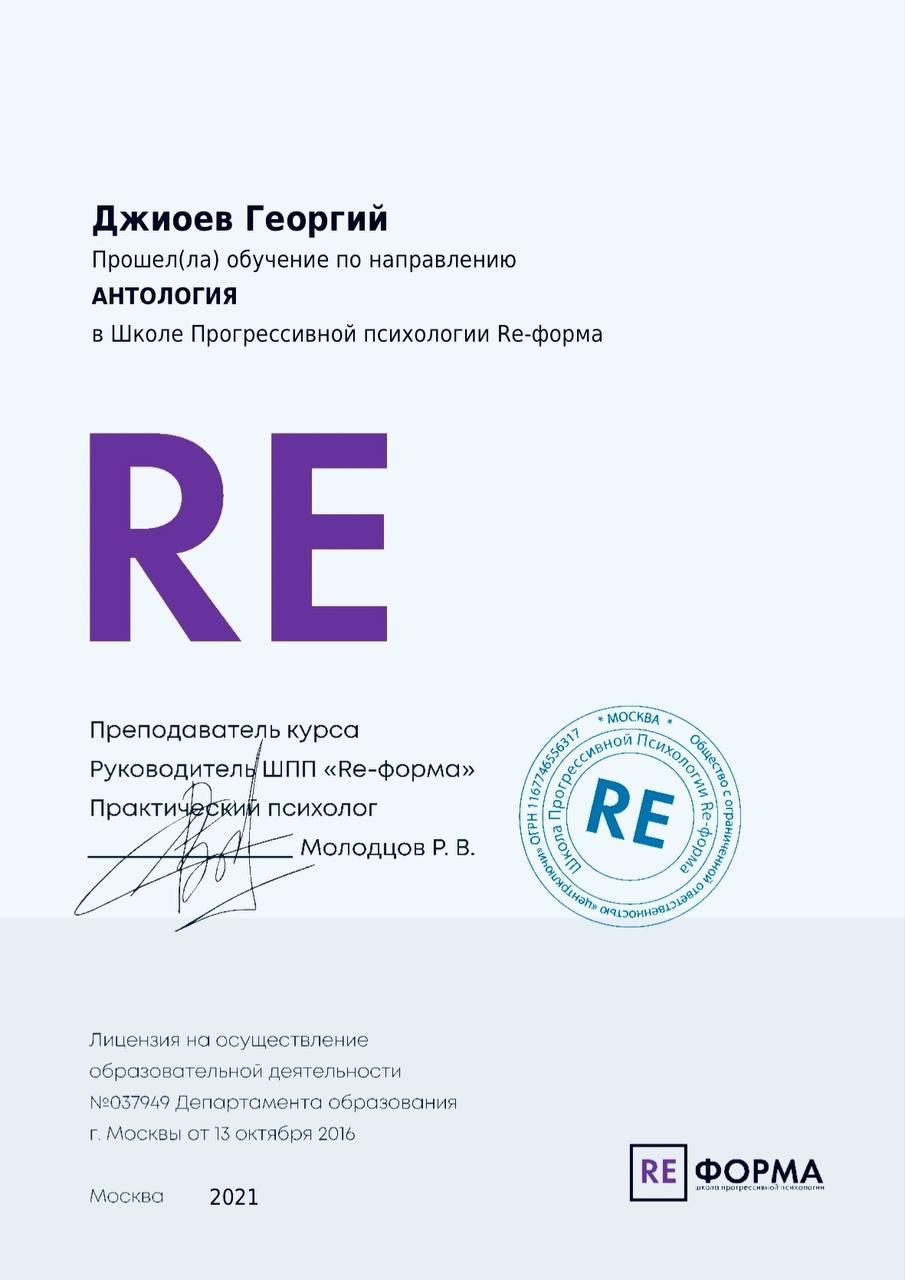 Джиоев Георгий
Прошел(ла) обучение по направлению
АНТОЛОГИЯ
в Школе Прогрессивной психологии Re-форма
RE
Преподаватель курса
Руководитель ШПП «Re-форма»
Практический психолог
Молодцов Р. В.
* МОСКВА *
Общество с ограниченной ответственностью «Центрключи» ОГРН 1167746556317
Школа Прогрессивной Психологии Re-форма
RE
Лицензия на осуществление
образовательной деятельности
№037949 Департамента образования
г. Москвы от 13 октября 2016
Москва 2021
RE ФОРМА
школа прогрессивной психологии